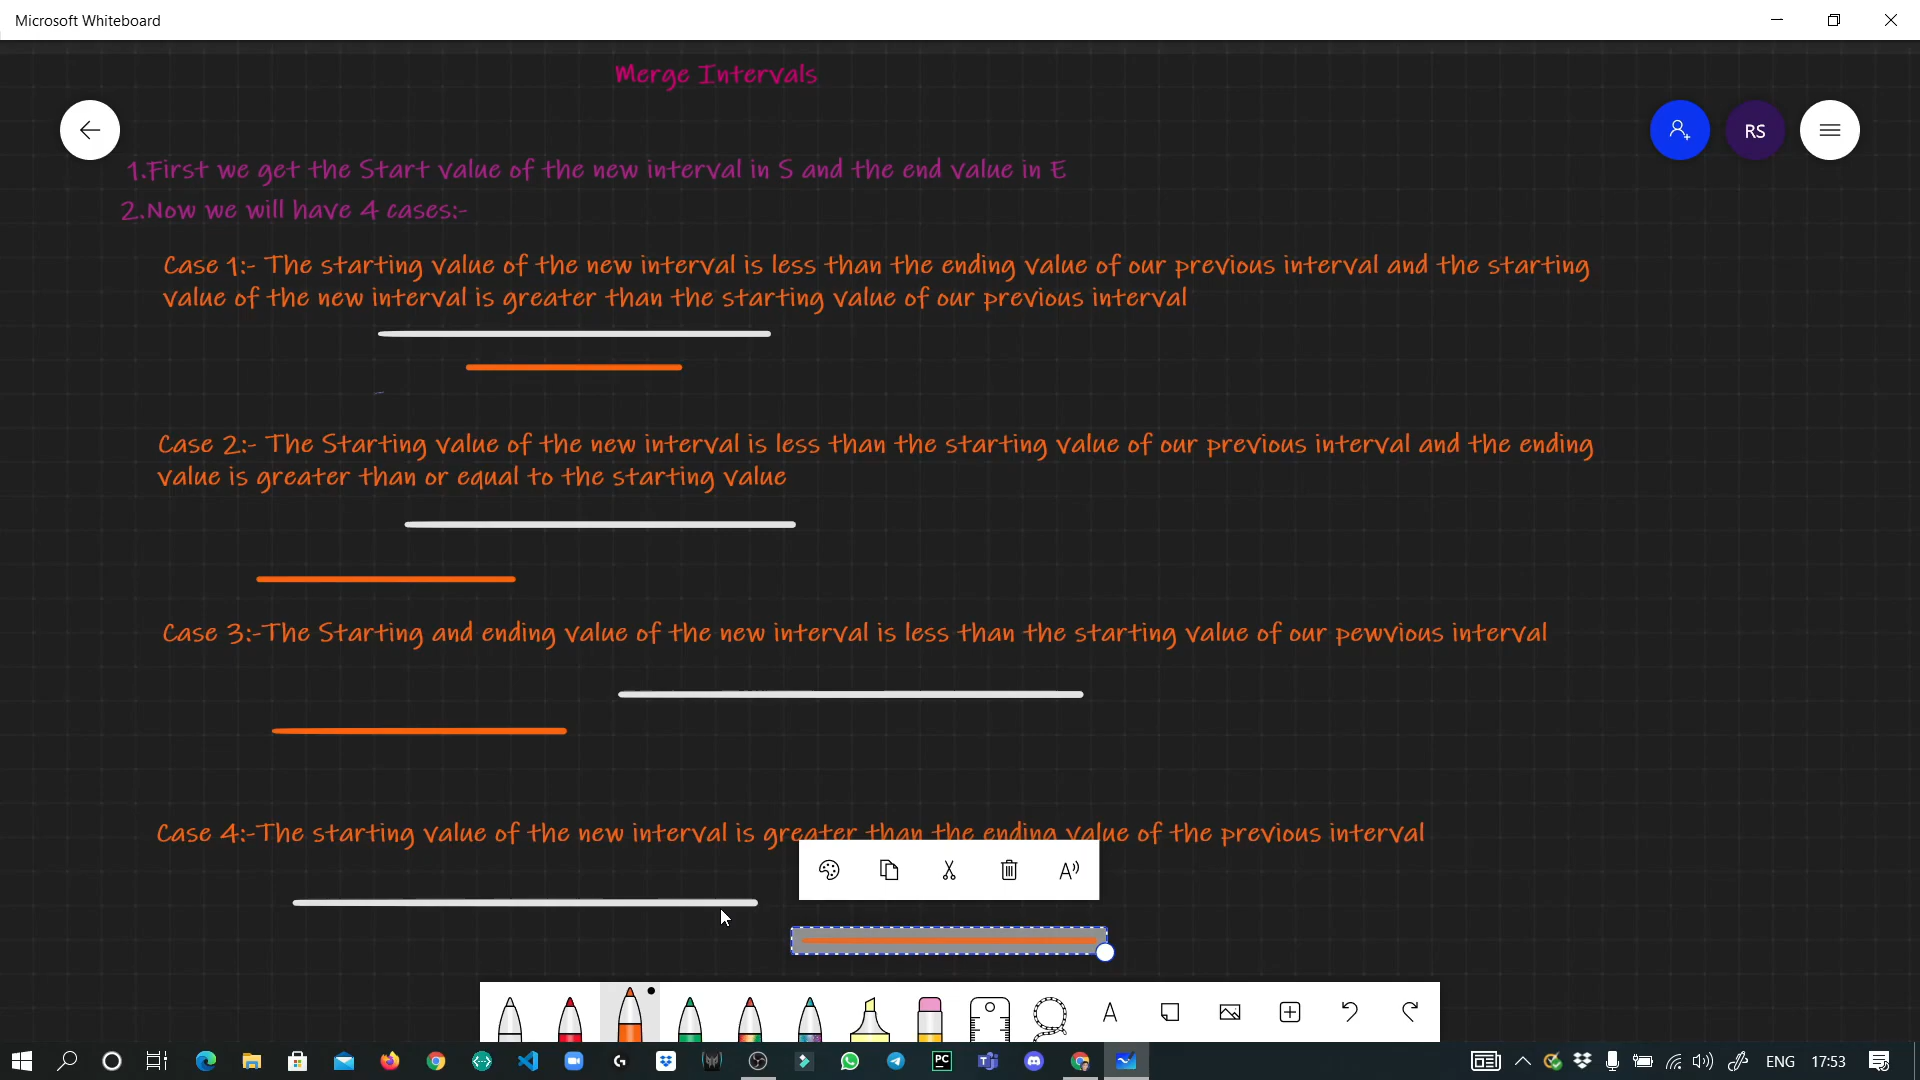 Microsoft Whiteboard
Merge Intervals
RS
1.First we get the Start value of the new interval in S and the end value in E
2.Now we will have 4 cases:-
Case 1:- The starting value of the new interval is less than the ending value of our previous interval and the starting
value of the new interval is greater than the starting value of our previous interval
Case 2:- The Starting value of the new interval is less than the starting value of our previous interval and the ending
value is greater than or equal to the starting value
Case 3:-The Starting and ending value of the new interval is less than the starting value of our pewvious interval
Case 4:-The starting value of the new interval is greater than the ending value of the previous interval
ENG
17:53